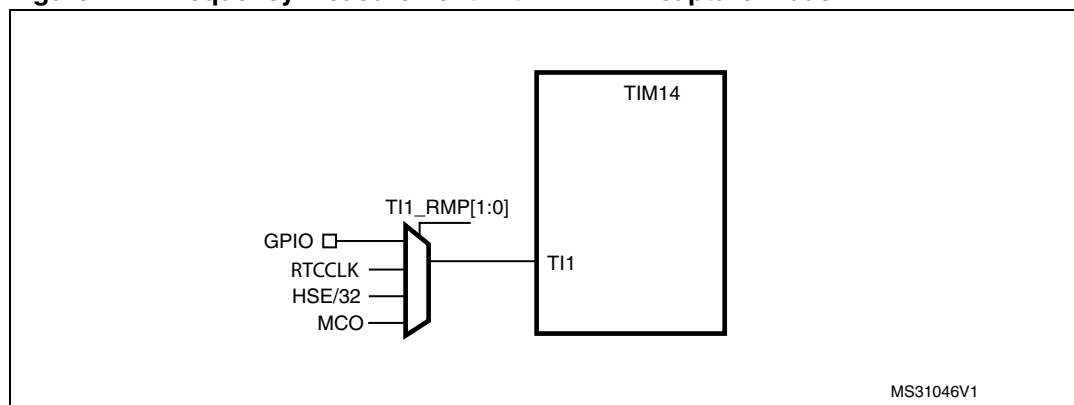 TIM14
TI1_RMP[1:0]
GPIO
RTCCLK
TI1
HSE/32
MCO
MS31046V1